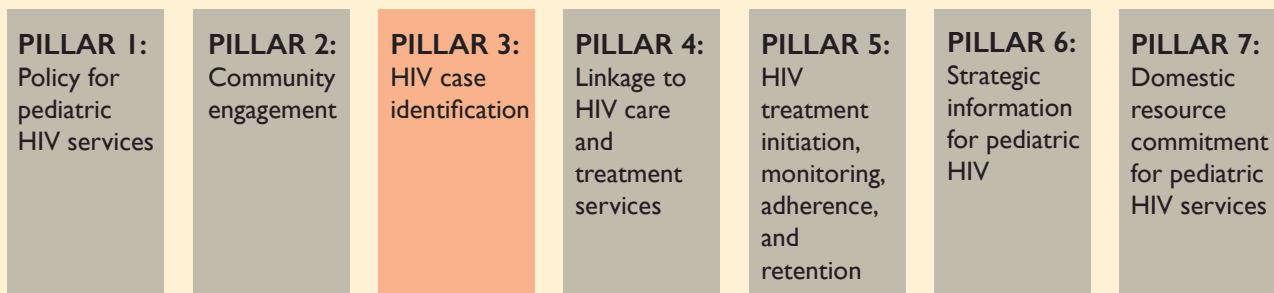 PILLAR 1:
Policy for
pediatric
HIV services
PILLAR 2:
Community
engagement
PILLAR 3:
HIV case
identification
PILLAR 4:
Linkage to
HIV care
and
treatment
services
PILLAR 5:
HIV
treatment
initiation,
monitoring,
adherence,
and
retention
PILLAR 6:
Strategic
information
for pediatric
HIV
PILLAR 7:
Domestic
resource
commitment
for pediatric
HIV services